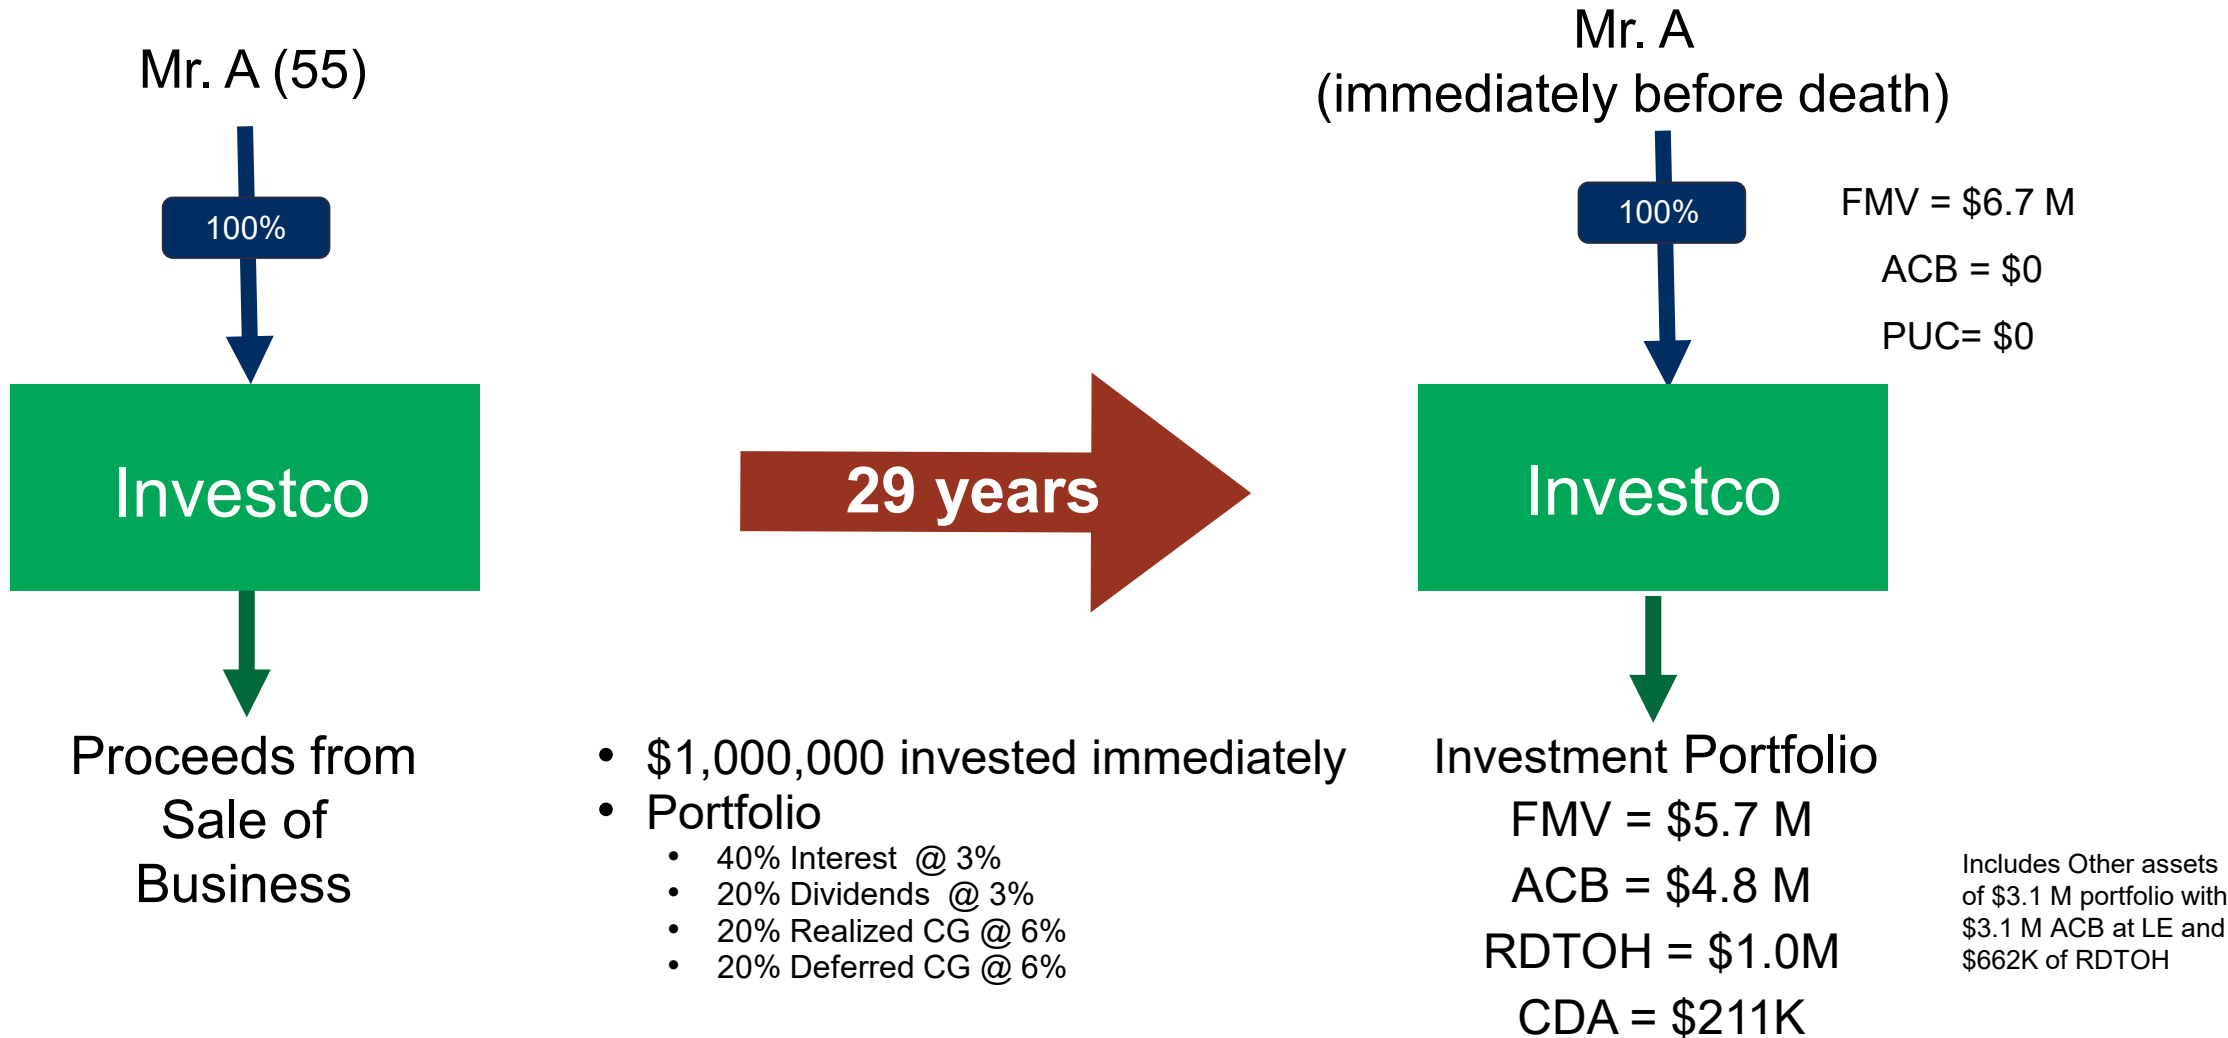 Mr. A (55)
100%
Investco
Proceeds from
Sale of
Business
29 years
• $1,000,000 invested immediately
• Portfolio
• 40% Interest @ 3%
• 20% Dividends @ 3%
• 20% Realized CG @ 6%
• 20% Deferred CG @ 6%
Mr. A
(immediately before death)
100%
FMV = $6.7 M
ACB = $0
PUC= $0
Investco
Investment Portfolio
FMV = $5.7 M
ACB = $4.8 M
RDTOH = $1.0M
CDA = $211K
Includes Other assets
of $3.1 M portfolio with
$3.1 M ACB at LE and
$662K of RDTOH